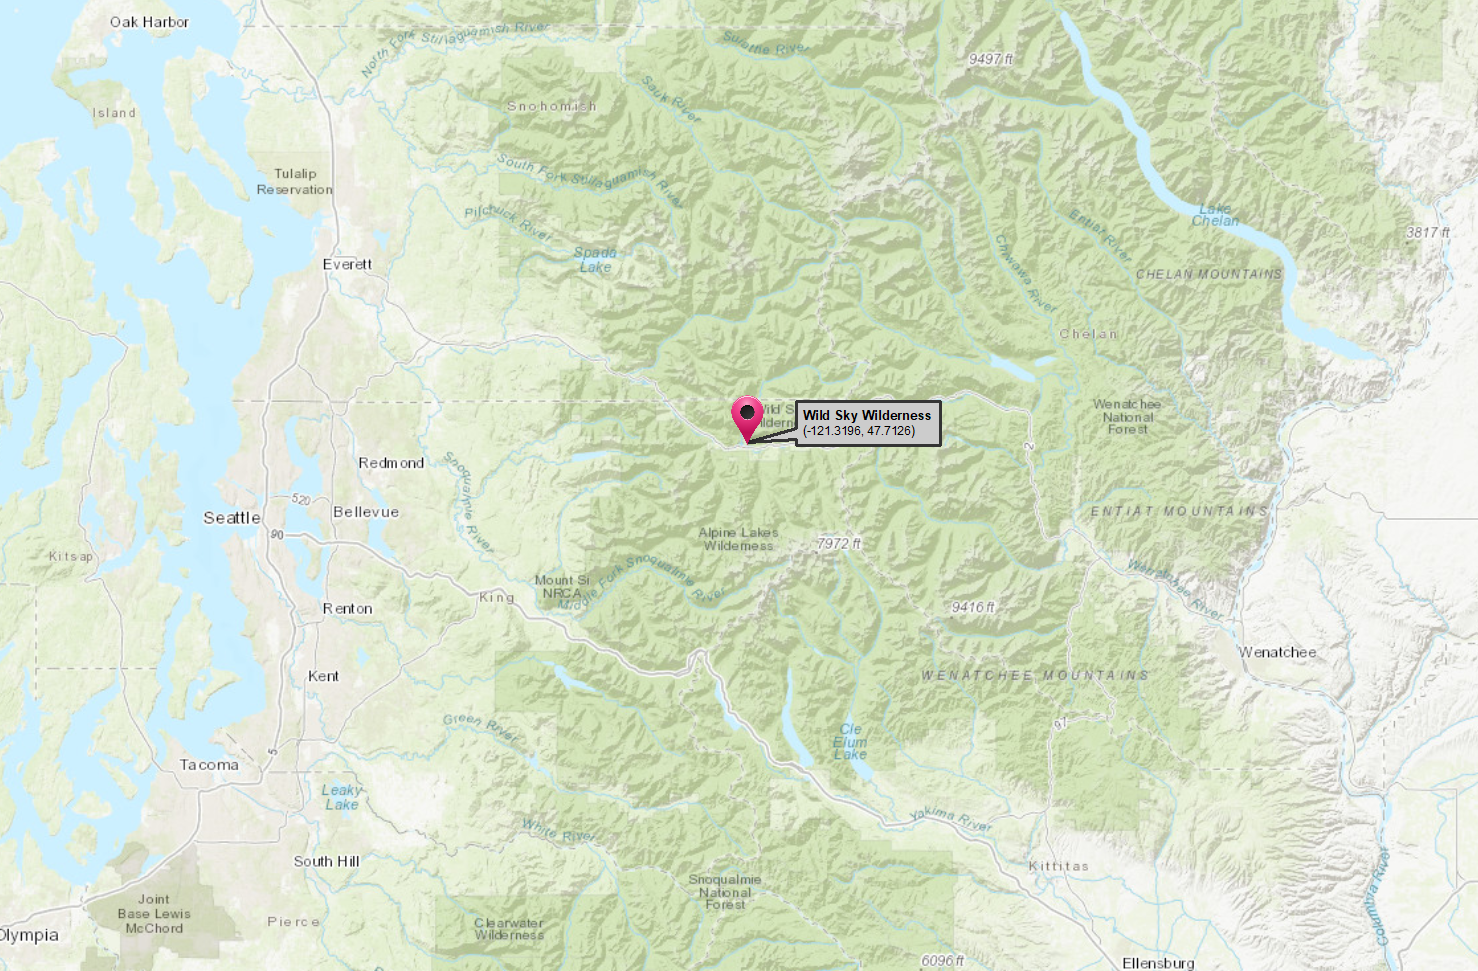 Oak Harbor
North Fork Stillaguamish River
Suiattle River
9497 ft
Island
Snohomish
Sauk River
Tulalip
Reservation
South Fork Stillaguamish River
Pilchuck River
Lake
Chelan
Entiat River
3817 ft
Everett
Spada
Lake
Chiwawa River
CHELAN MOUNTAINS
Chelan
Wild Sky Wilderness
(-121.3196, 47.7126)
Wenatchee
National
Forest
2
Redmond
Snoqualmie River
520
Seattle
Bellevue
ENTIAT MOUNTAINS
90
Alpine Lakes
Wilderness
7972 ft
Kitsap
Mount Si
NRCA
Middle Fork Snoqualmie River
Wenatchee River
King
Renton
9416 ft
Wenatchee
Kent
WENATCHEE MOUNTAINS
Green River
97
Cle
Elum
Lake
5
Tacoma
Leaky
Lake
Yakima River
White River
South Hill
Kittitas
Columbia River
Snoqualmie
National
Forest
Joint
Base Lewis
McChord
Pierce
Clearwater
Wilderness
Olympia
6096 ft
Ellensburg